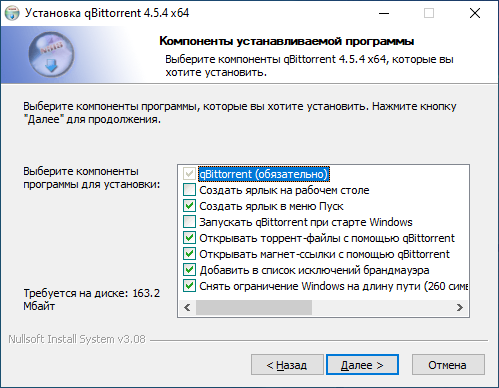 Установка qBittorrent 4.5.4 x64
Компоненты устанавливаемой программы
Выберите компоненты qBittorrent 4.5.4 x64, которые вы
хотите установить.
Выберите компоненты программы, которые вы хотите установить. Нажмите кнопку
"Далее" для продолжения.
Выберите компоненты
программы для установки:
qBittorrent (обязательно)
Создать ярлык на рабочем столе
Создать ярлык в меню Пуск
Запускать qBittorrent при старте Windows
Открывать торрент-файлы с помощью qBittorrent
Открывать магнет-ссылки с помощью qBittorrent
Добавить в список исключений брандмауэра
Снять ограничение Windows на длину пути (260 сим
Требуется на диске: 163.2
Мбайт
Nullsoft Install System v3.08
< Назад
Далее >
Отмена